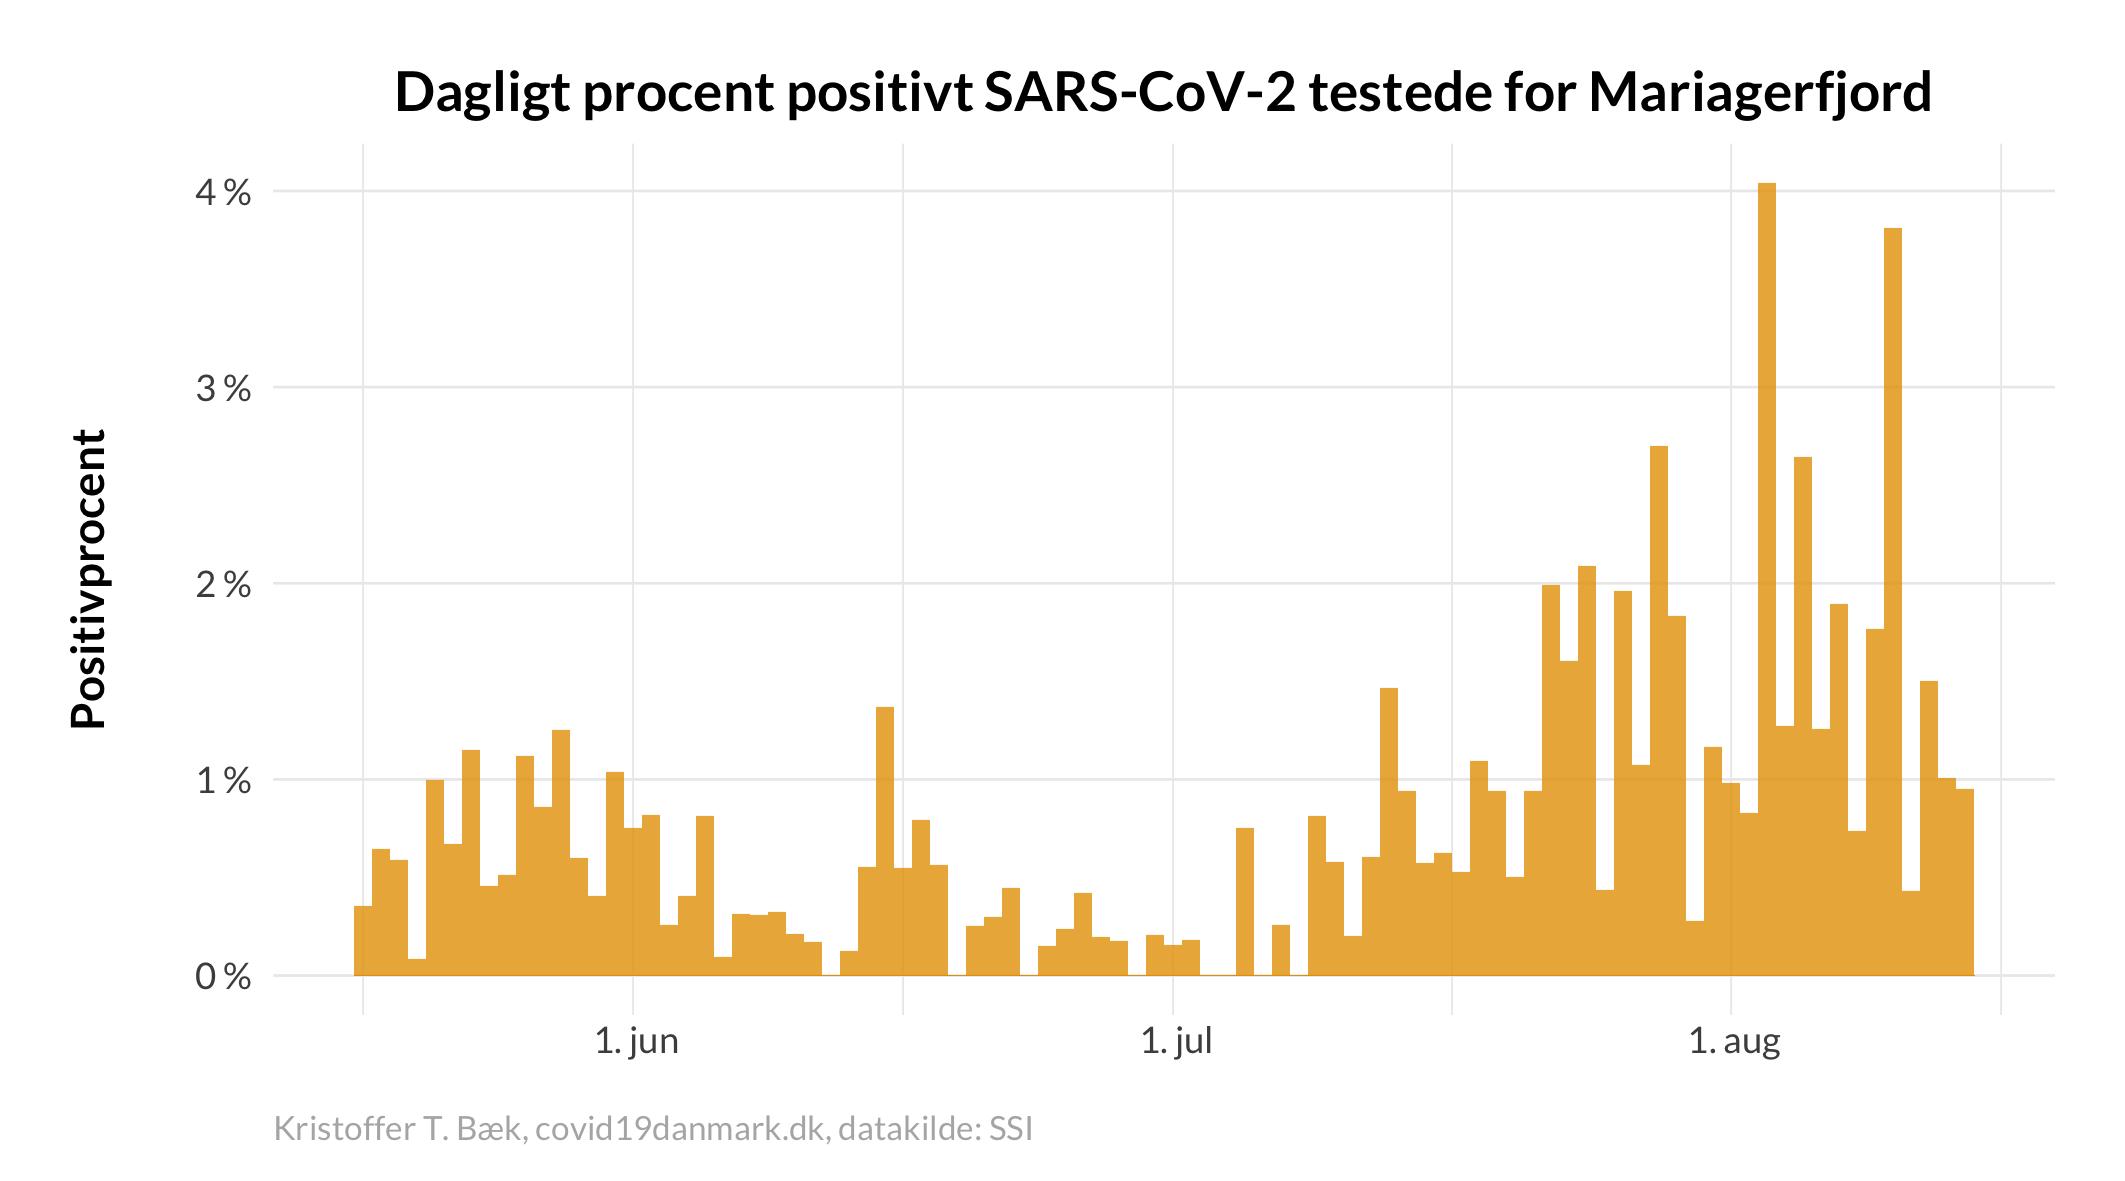 Dagligt procent positivt SARS-CoV-2 testede for Mariagerfjord
Positivprocent
4 %
3 %
2 %
1 %
0 %
1. jun
1. jul
1. aug
Kristoffer T. Bæk, covid19danmark.dk, datakilde: SSI